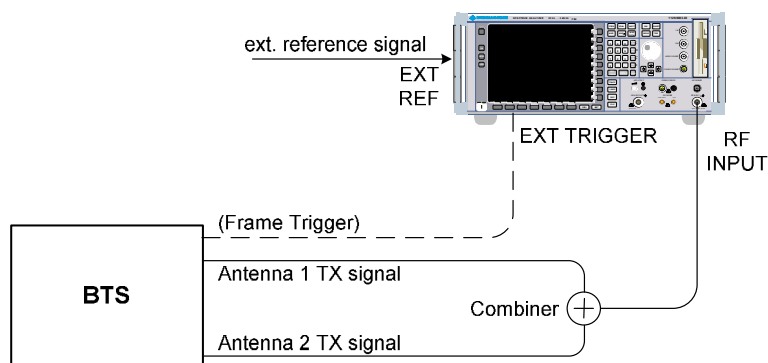 ext. reference signal
EXT
REF
EXT TRIGGER
RF
INPUT
(Frame Trigger)
Antenna 1 TX signal
BTS
Combiner
Antenna 2 TX signal